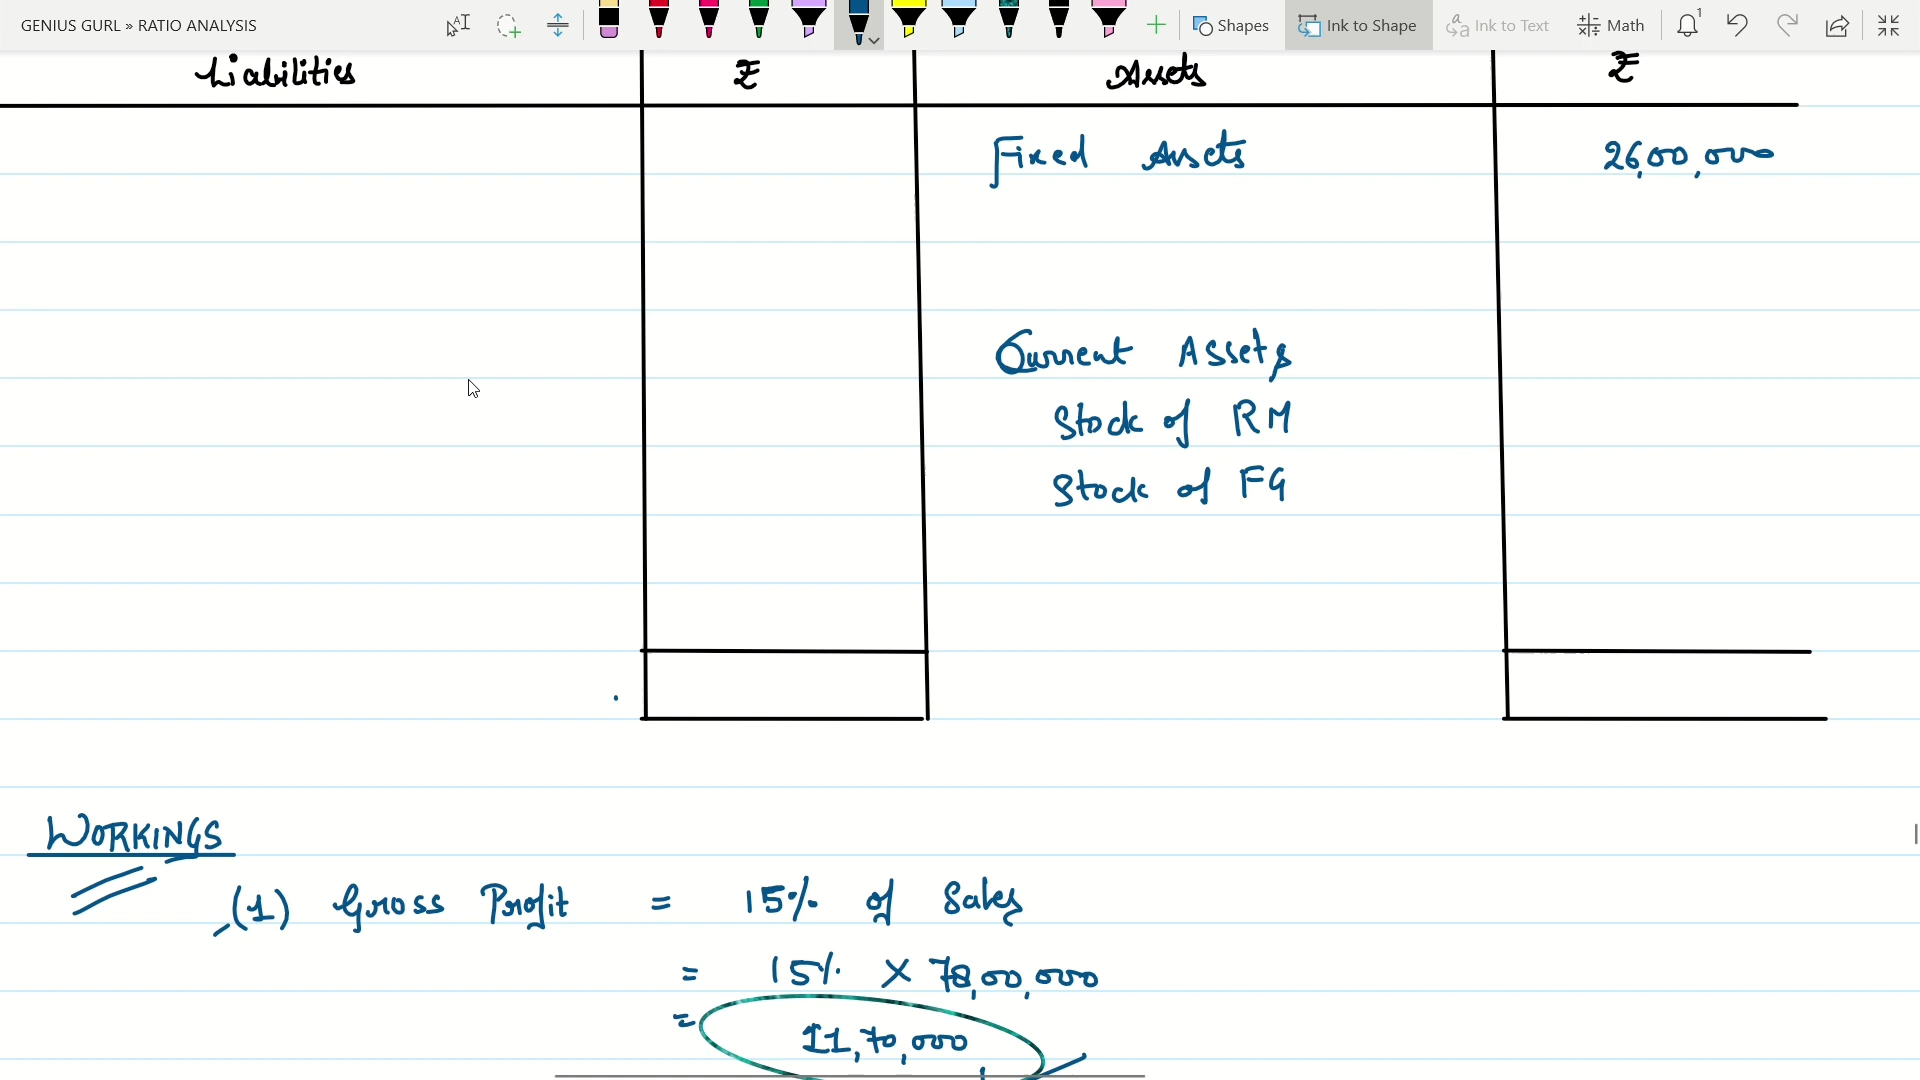 GENIUS GURL » RATIO ANALYSIS
Shapes
Ink to Shape
Ink to Text
Math
1
Liabilities ₹ Assets ₹
Fixed Assets 26,00,000
Current Assets
Stock of RM
Stock of FG
WORKINGS
(1) Gross Profit = 15% of Sales
= 15% × 78,00,000
= 11,70,000